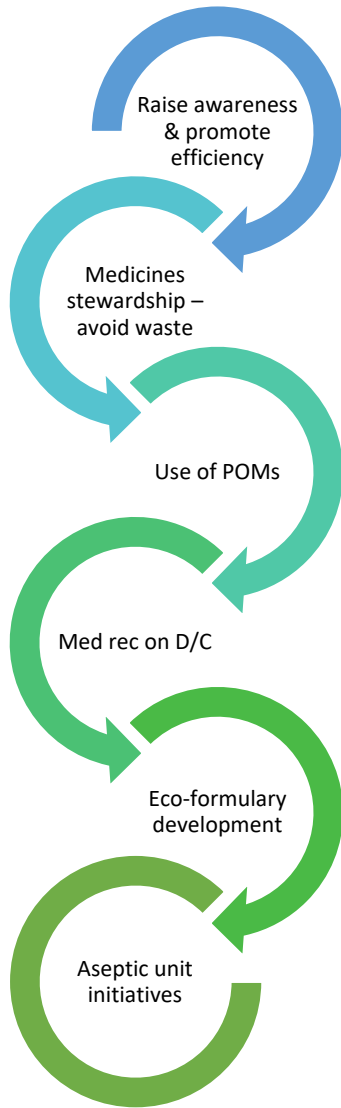 Raise awareness
& promote
efficiency
Medicines
stewardship –
avoid waste
Use of POMs
Med rec on D/C
Eco-formulary
development
Aseptic unit
initiatives